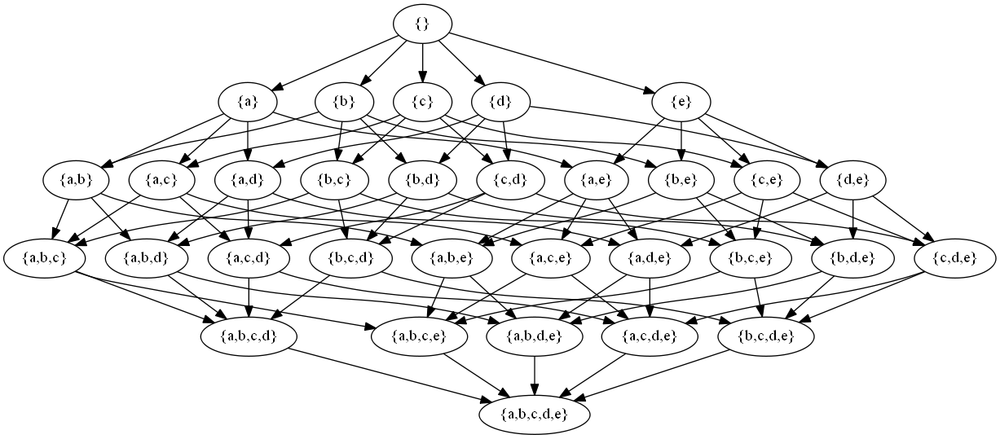 {}
{a} {b} {c} {d} {e}
{a,b} {a,c} {a,d} {b,c} {b,d} {c,d} {a,e} {b,e} {c,e} {d,e}
{a,b,c} {a,b,d} {a,c,d} {b,c,d} {a,b,e} {a,c,e} {a,d,e} {b,c,e} {b,d,e} {c,d,e}
{a,b,c,d} {a,b,c,e} {a,b,d,e} {a,c,d,e} {b,c,d,e}
{a,b,c,d,e}